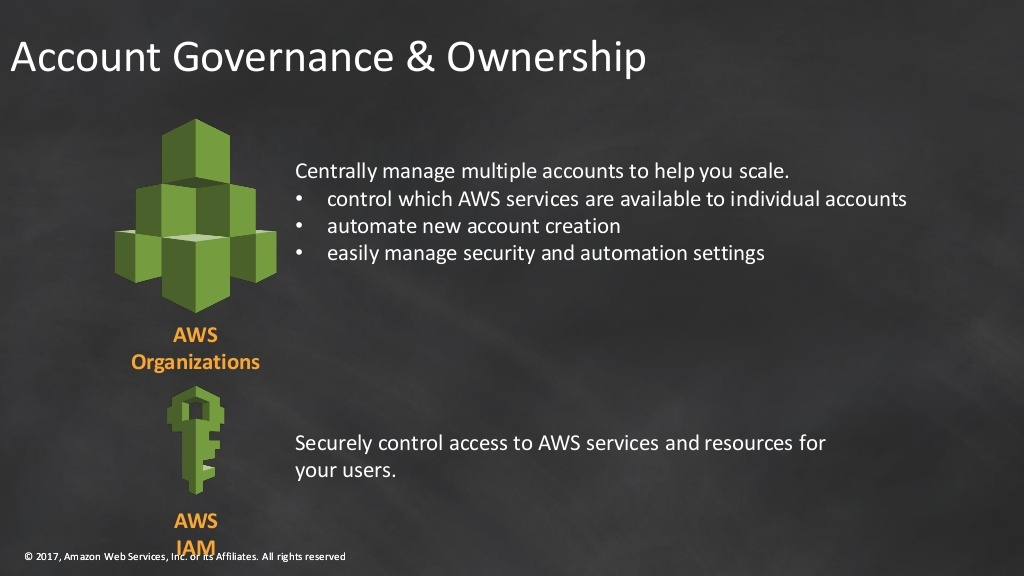 Account Governance & Ownership
Centrally manage multiple accounts to help you scale.
• control which AWS services are available to individual accounts
• automate new account creation
• easily manage security and automation settings
AWS
Organizations
Securely control access to AWS services and resources for
your users.
AWS
IAM
© 2017, Amazon Web Services, Inc. or its Affiliates. All rights reserved